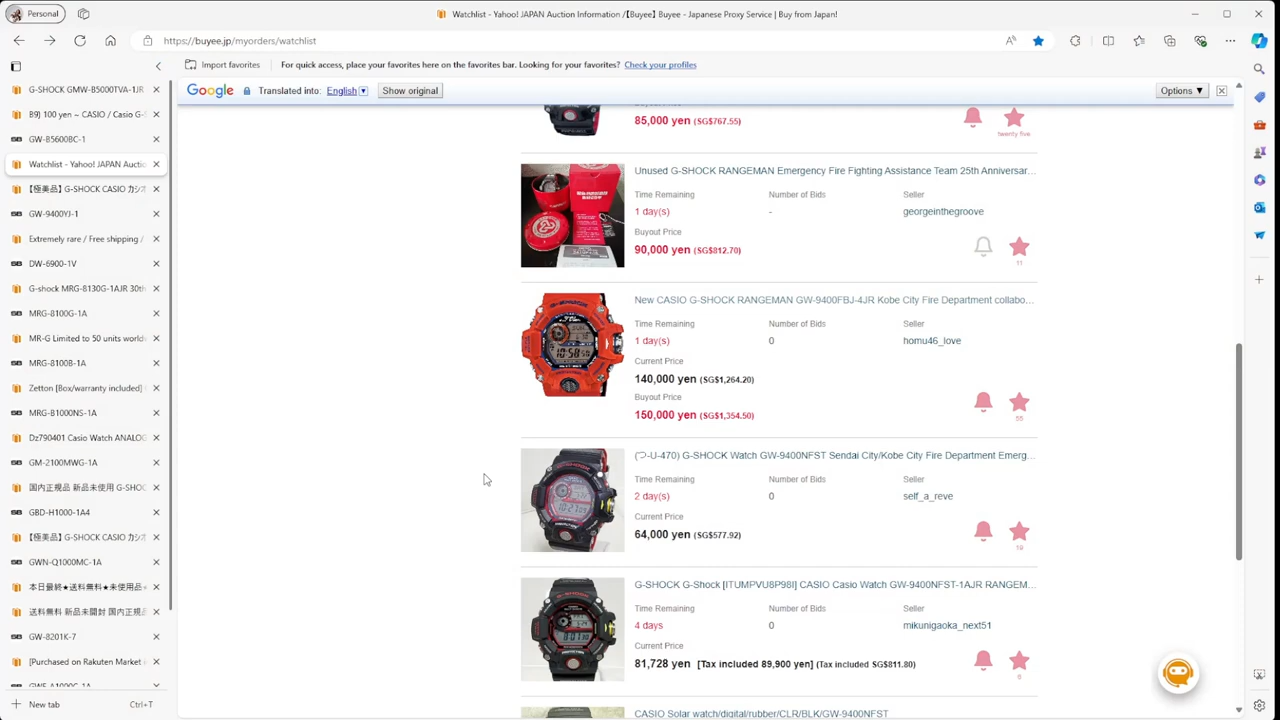 Personal
Watchlist - Yahoo! JAPAN Auction Information /【Buyee】 Buyee - Japanese Proxy Service | Buy from Japan!
https://buyee.jp/myorders/watchlist
Import favorites
For quick access, place your favorites here on the favorites bar. Looking for your favorites? Check your profiles
Google Translated into: English Show original Options ▼
G-SHOCK GMW-B5000TVA-1JR
B9) 100 yen ~ CASIO / Casio G-S
GW-85600BC-1
Watchlist - Yahoo! JAPAN Aucti
【極美品】G-SHOCK CASIO カシオ
GW-9400YJ-1
Extremely rare / Free shipping
DW-6900-1V
G-shock MRG-8130G-1AJR 30th
MRG-8100G-1A
MR-G Limited to 50 units world
MRG-8100B-1A
Zetton [Box/warranty included]
MRG-B1000NS-1A
Dz790401 Casio Watch ANALOG
GM-2100MWG-1A
国内正規品 新品未使用 G-SHOC
GBD-H1000-1A4
【極美品】G-SHOCK CASIO カシオ
GWN-Q1000MC-1A
本日最終★送料無料★未使用品
送料無料 新品未開封 国内正規品
GW-8201K-7
[Purchased on Rakuten Market
GWF-A1000C-1A
New tab Ctrl+T
Buyout Price
85,000 yen (SG$767.55)
twenty five
Unused G-SHOCK RANGEMAN Emergency Fire Fighting Assistance Team 25th Anniversar...
Time Remaining Number of Bids Seller
1 day(s) - georgeinthegroove
Buyout Price
90,000 yen (SG$812.70)
11
New CASIO G-SHOCK RANGEMAN GW-9400FBJ-4JR Kobe City Fire Department collabo...
Time Remaining Number of Bids Seller
1 day(s) 0 homu46_love
Current Price
140,000 yen (SG$1,264.20)
Buyout Price
150,000 yen (SG$1,354.50)
55
(つ-U-470) G-SHOCK Watch GW-9400NFST Sendai City/Kobe City Fire Department Emerg...
Time Remaining Number of Bids Seller
2 day(s) 0 self_a_reve
Current Price
64,000 yen (SG$577.92)
19
G-SHOCK G-Shock [ITUMPVU8P98I] CASIO Casio Watch GW-9400NFST-1AJR RANGEM...
Time Remaining Number of Bids Seller
4 days 0 mikunigaoka_next51
Current Price
81,728 yen [Tax included 89,900 yen] (Tax included SG$811.80)
CASIO Solar watch/digital/rubber/CLR/BLK/GW-9400NFST